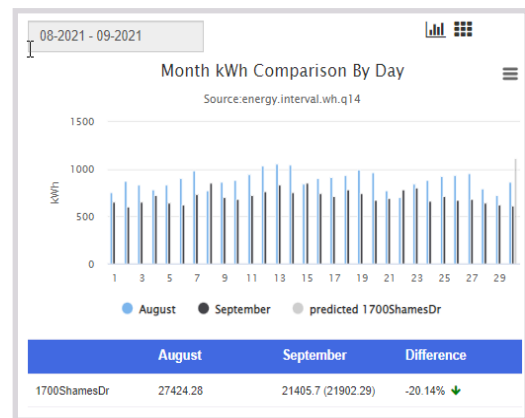 08-2021 - 09-2021
Month kWh Comparison By Day
Source:energy.interval.wh.q14
1500
1000
500
0
kWh
1 3 5 7 9 11 13 15 17 19 21 23 25 27 29
August September predicted 1700ShamesDr
August September Difference
1700ShamesDr 27424.28 21405.7 (21902.29) -20.14%